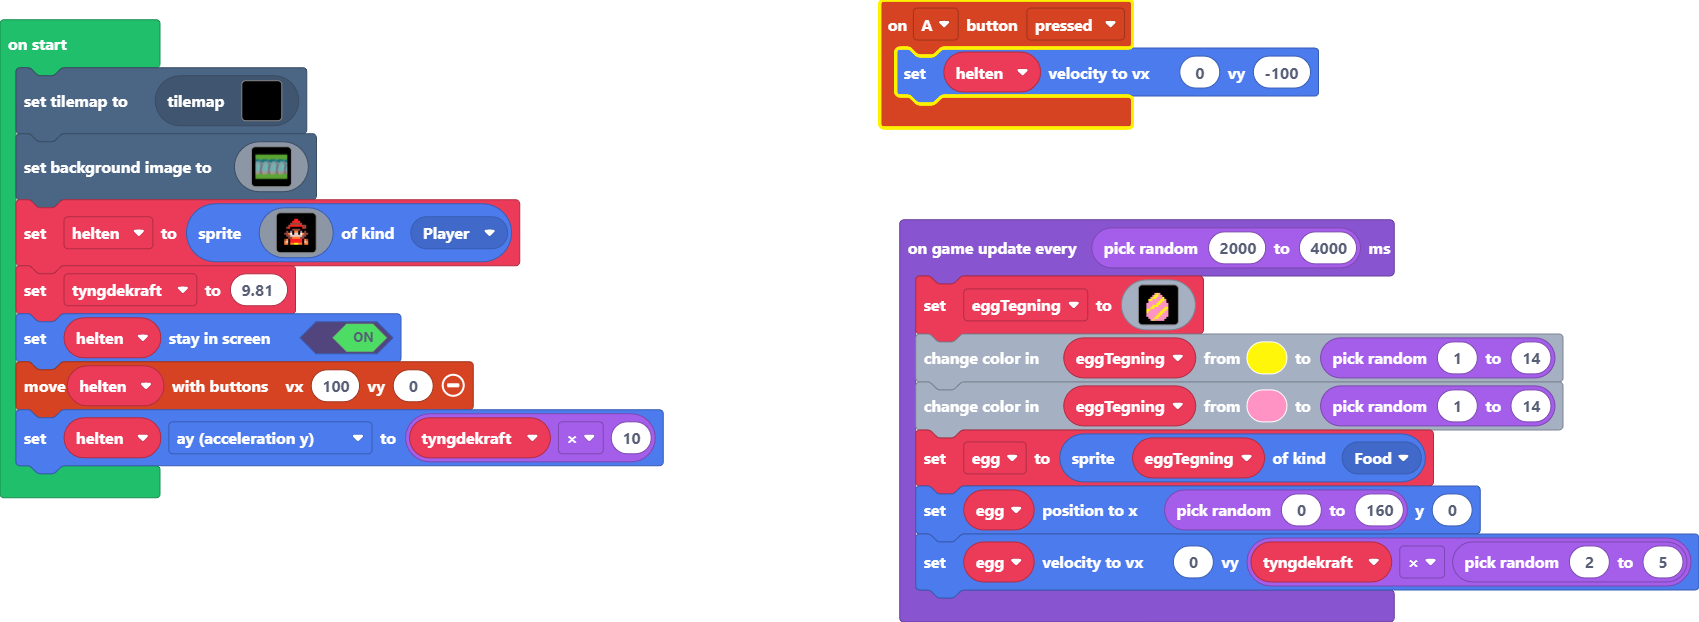 on start
set tilemap to tilemap
set background image to
set helten to sprite of kind Player
set tyngdekraft to 9.81
set helten stay in screen ON
move helten with buttons vx 100 vy 0
set helten ay (acceleration y) to tyngdekraft × 10
on A button pressed
set helten velocity to vx 0 vy -100
on game update every pick random 2000 to 4000 ms
set eggTegning to
change color in eggTegning from to pick random 1 to 14
change color in eggTegning from to pick random 1 to 14
set egg to sprite eggTegning of kind Food
set egg position to x pick random 0 to 160 y 0
set egg velocity to vx 0 vy tyngdekraft × pick random 2 to 5